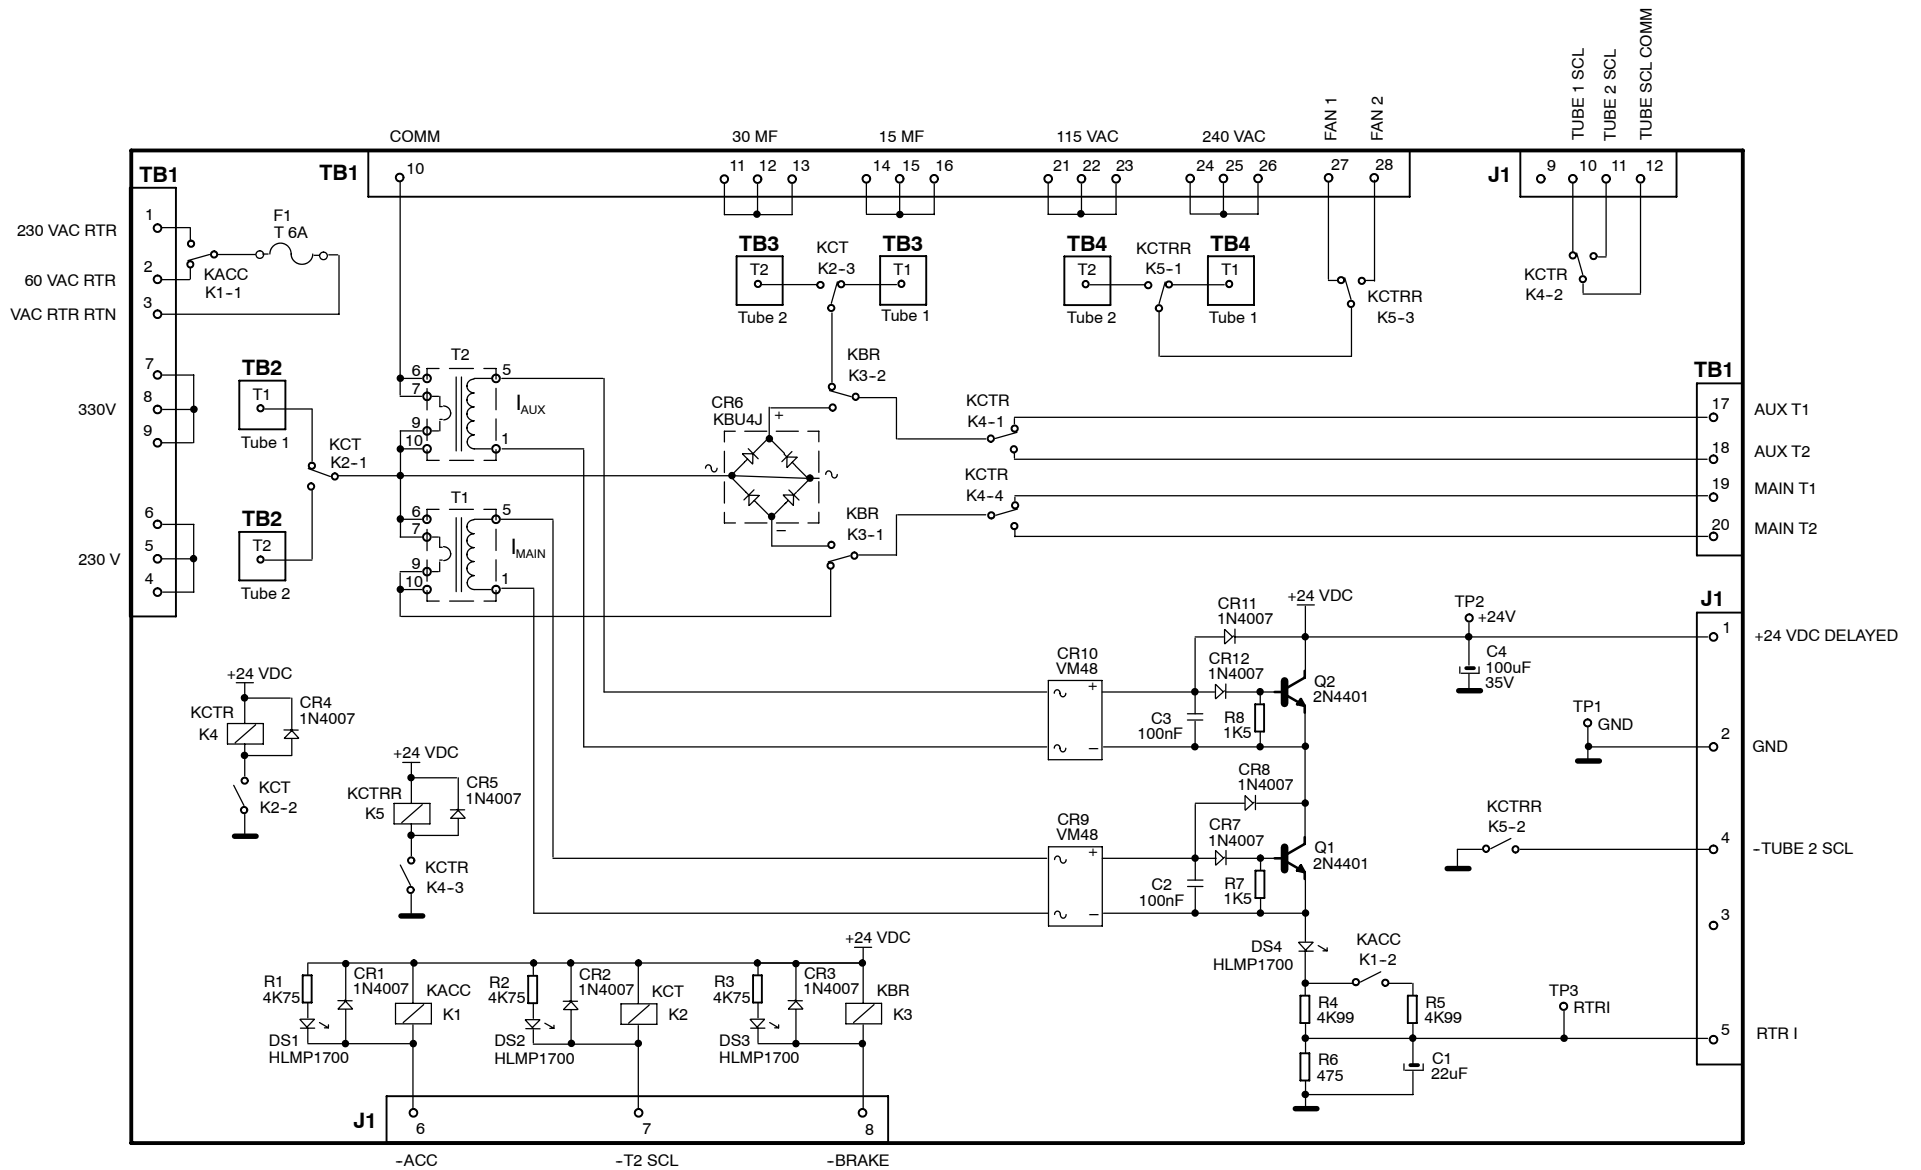 TUBE 1 SCL
TUBE 2 SCL
TUBE SCL COMM
FAN 1
FAN 2
COMM
30 MF
15 MF
115 VAC
240 VAC
TB1
TB1
10
11
12
13
14
15
16
21
22
23
24
25
26
27
28
J1
9
10
11
12
230 VAC RTR
60 VAC RTR
VAC RTR RTN
1
2
3
F1
T 6A
KACC
K1-1
TB3
T2
Tube 2
KCT
K2-3
TB3
T1
Tube 1
TB4
T2
Tube 2
KCTRR
K5-1
TB4
T1
Tube 1
KCTRR
K5-3
KCTR
K4-2
330V
7
8
9
TB2
T1
Tube 1
KCT
K2-1
TB2
T2
Tube 2
230 V
6
5
4
T2
6
7
9
10
5
1
IAUX
T1
6
7
9
10
5
1
IMAIN
CR6
KBU4J
+
−
KBR
K3-2
KBR
K3-1
KCTR
K4-1
KCTR
K4-4
TB1
17
AUX T1
18
AUX T2
19
MAIN T1
20
MAIN T2
J1
1
+24 VDC DELAYED
2
GND
4
-TUBE 2 SCL
3
5
RTR I
+24 VDC
CR11
1N4007
CR12
1N4007
CR10
VM48
+
−
C3
100nF
R8
1K5
Q2
2N4401
TP2
+24V
C4
100uF
35V
TP1
GND
CR8
1N4007
CR7
1N4007
CR9
VM48
+
−
C2
100nF
R7
1K5
Q1
2N4401
KCTRR
K5-2
DS4
HLMP1700
KACC
K1-2
R4
4K99
R5
4K99
TP3
RTRI
R6
475
C1
22uF
+24 VDC
KCTR
K4
CR4
1N4007
KCT
K2-2
+24 VDC
KCTRR
K5
CR5
1N4007
KCTR
K4-3
+24 VDC
R1
4K75
CR1
1N4007
KACC
K1
DS1
HLMP1700
R2
4K75
CR2
1N4007
KCT
K2
DS2
HLMP1700
R3
4K75
CR3
1N4007
KBR
K3
DS3
HLMP1700
J1
6
7
8
-ACC
-T2 SCL
-BRAKE